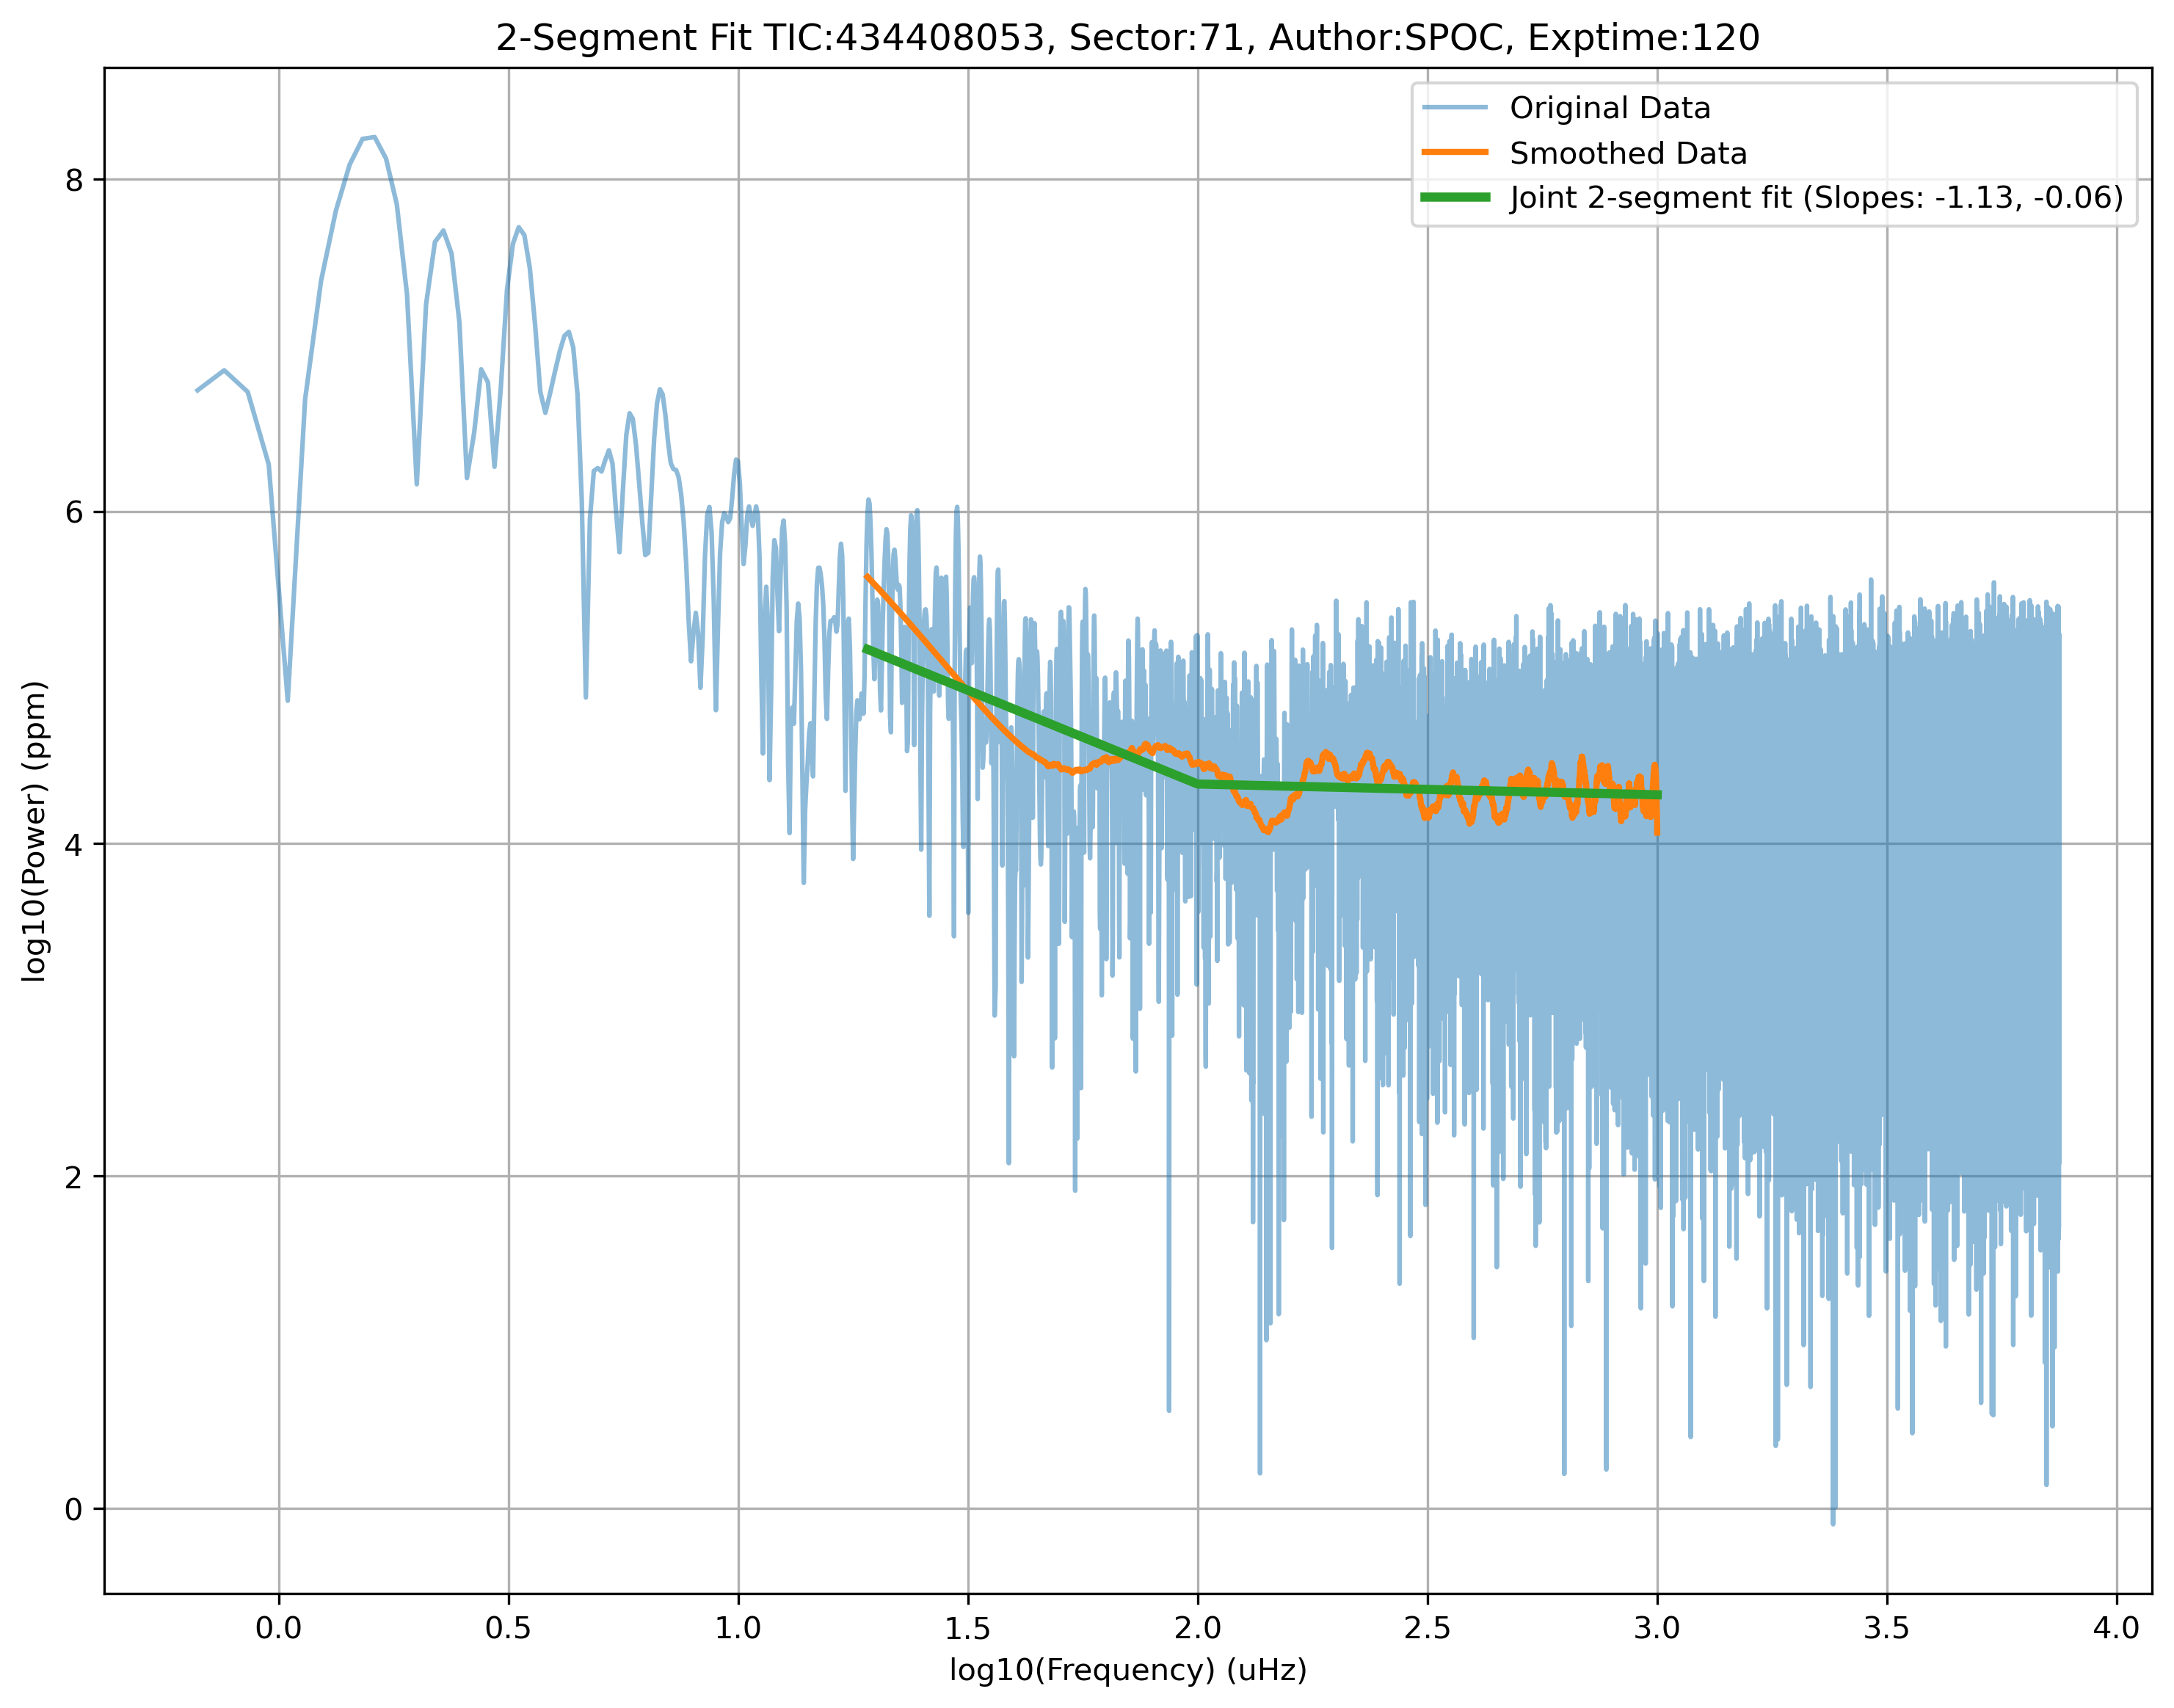 2-Segment Fit TIC:434408053, Sector:71, Author:SPOC, Exptime:120
Original Data
Smoothed Data
Joint 2-segment fit (Slopes: -1.13, -0.06)
log10(Power) (ppm)
8
6
4
2
0
0.0 0.5 1.0 1.5 2.0 2.5 3.0 3.5 4.0
log10(Frequency) (uHz)